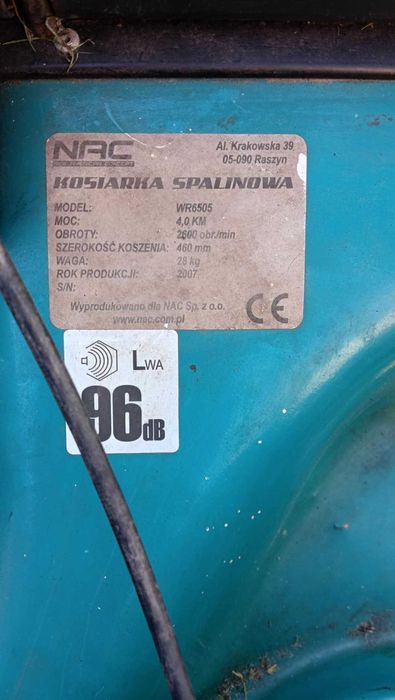 NAC
Al. Krakowska 39
05-090 Raszyn
KOSIARKA SPALINOWA
MODEL: WR6505
MOC: 4,0 KM
OBROTY: 2800 obr./min
SZEROKOŚĆ KOSZENIA: 460 mm
WAGA: 28 kg
ROK PRODUKCJI: 2007
S/N:
Wyprodukowano dla NAC Sp. z o.o.
www.nac.com.pl
CE
LWA
96dB